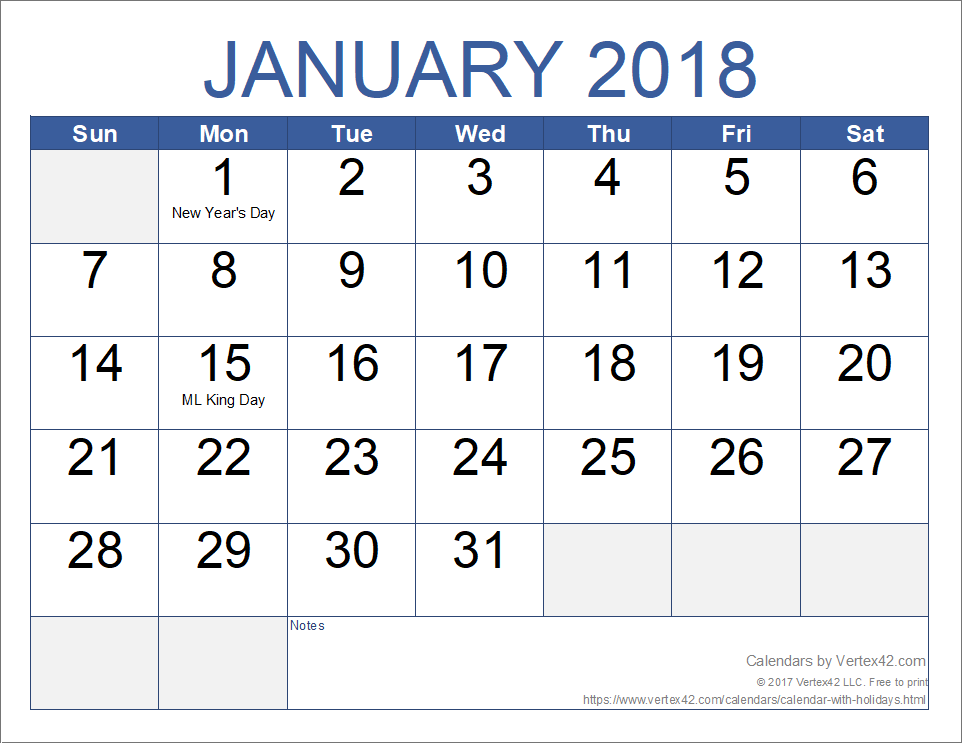 JANUARY 2018
Sun Mon Tue Wed Thu Fri Sat
1 2 3 4 5 6
New Year's Day
7 8 9 10 11 12 13
14 15 16 17 18 19 20
ML King Day
21 22 23 24 25 26 27
28 29 30 31
Notes
Calendars by Vertex42.com
© 2017 Vertex42 LLC. Free to print
https://www.vertex42.com/calendars/calendar-with-holidays.html